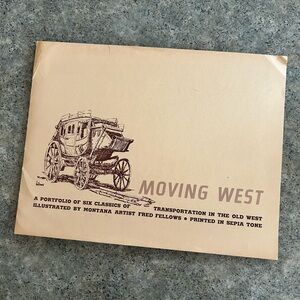 MOVING WEST
A PORTFOLIO OF SIX CLASSICS OF TRANSPORTATION IN THE OLD WEST
ILLUSTRATED BY MONTANA ARTIST FRED FELLOWS • PRINTED IN SEPIA TONE